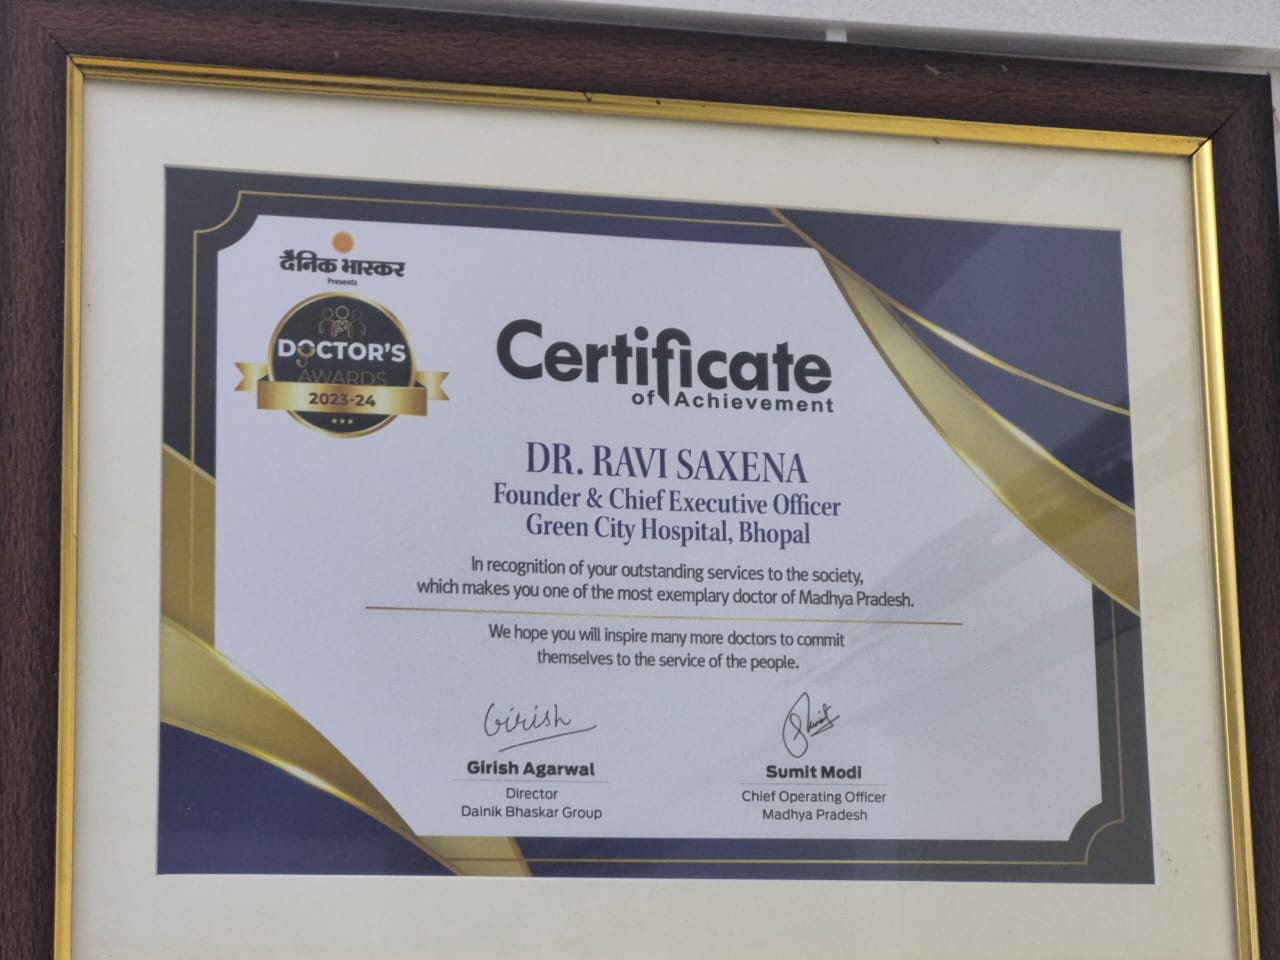 दैनिक भास्कर
Presents
DOCTOR'S
AWARDS
2023-24
Certificate
of Achievement
DR. RAVI SAXENA
Founder & Chief Executive Officer
Green City Hospital, Bhopal
In recognition of your outstanding services to the society,
which makes you one of the most exemplary doctor of Madhya Pradesh.
We hope you will inspire many more doctors to commit
themselves to the service of the people.
Girish
Girish Agarwal
Director
Dainik Bhaskar Group
Sumit Modi
Chief Operating Officer
Madhya Pradesh